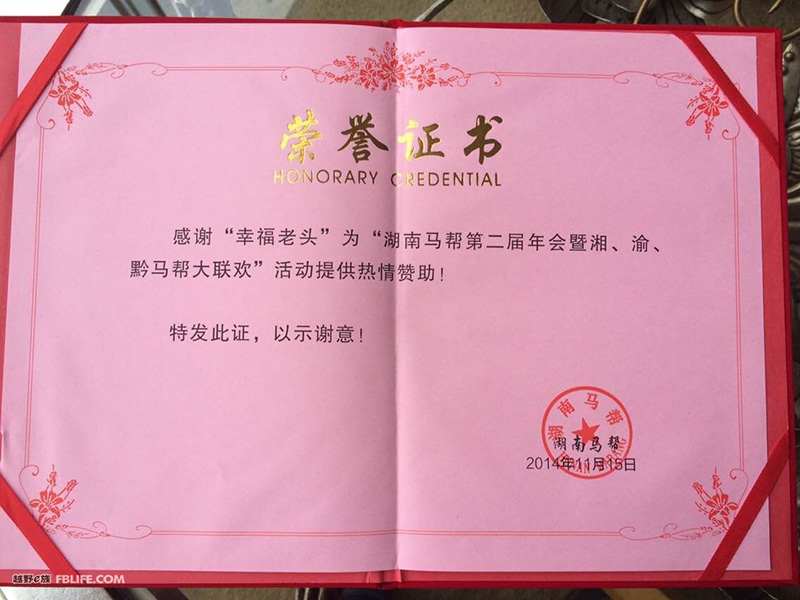 荣誉证书
HONORARY CREDENTIAL
感谢“幸福老头”为“湖南马帮第二届年会暨湘、渝、
黔马帮大联欢”活动提供热情赞助！
特发此证，以示谢意！
湖南马帮
湖南马帮
2014年11月15日
越野e族 FBLIFE.COM